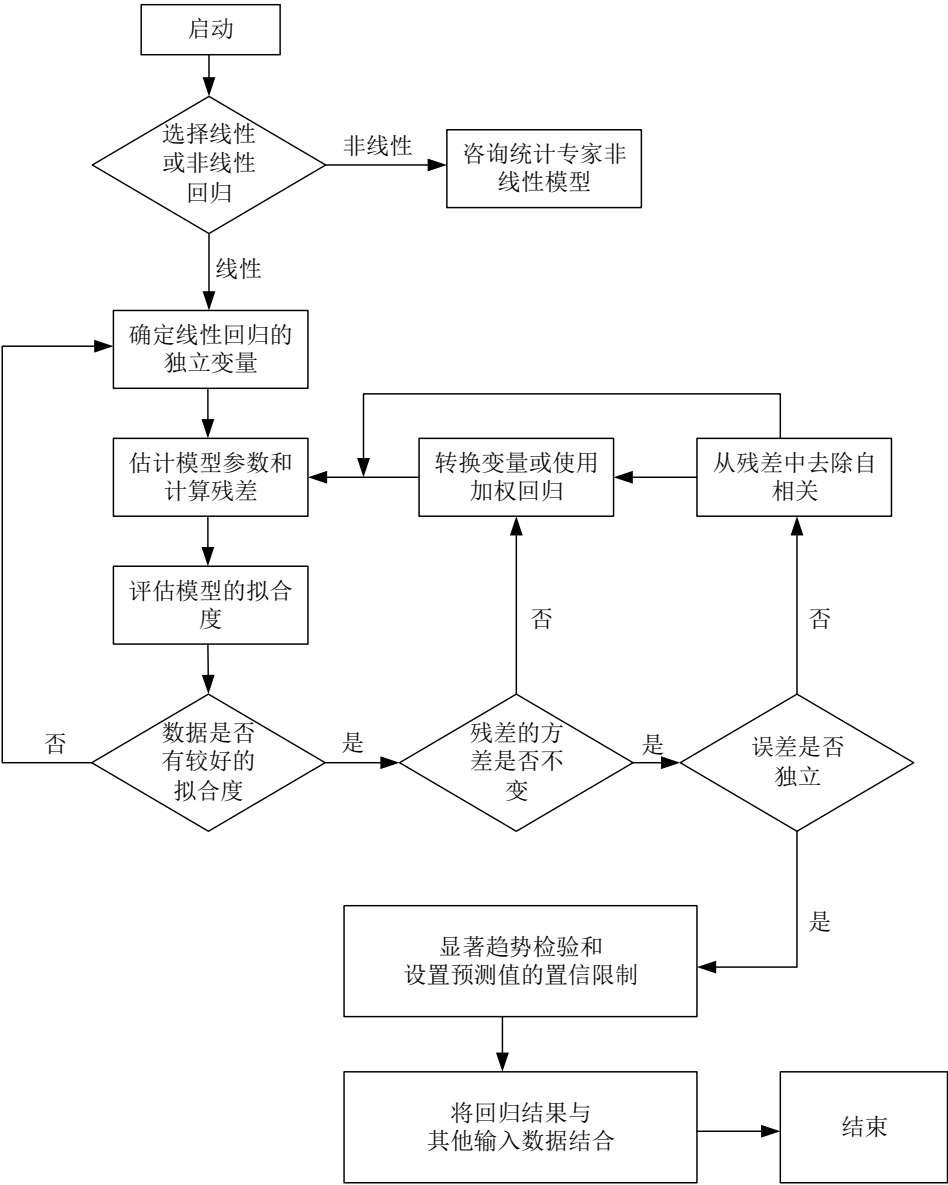 启动
选择线性
或非线性
回归
非线性
咨询统计专家非
线性模型
线性
确定线性回归的
独立变量
估计模型参数和
计算残差
转换变量或使用
加权回归
从残差中去除自
相关
评估模型的拟合
度
否
否
否
数据是否
有较好的
拟合度
是
残差的方
差是否不
变
是
误差是否
独立
是
显著趋势检验和
设置预测值的置信限制
将回归结果与
其他输入数据结合
结束